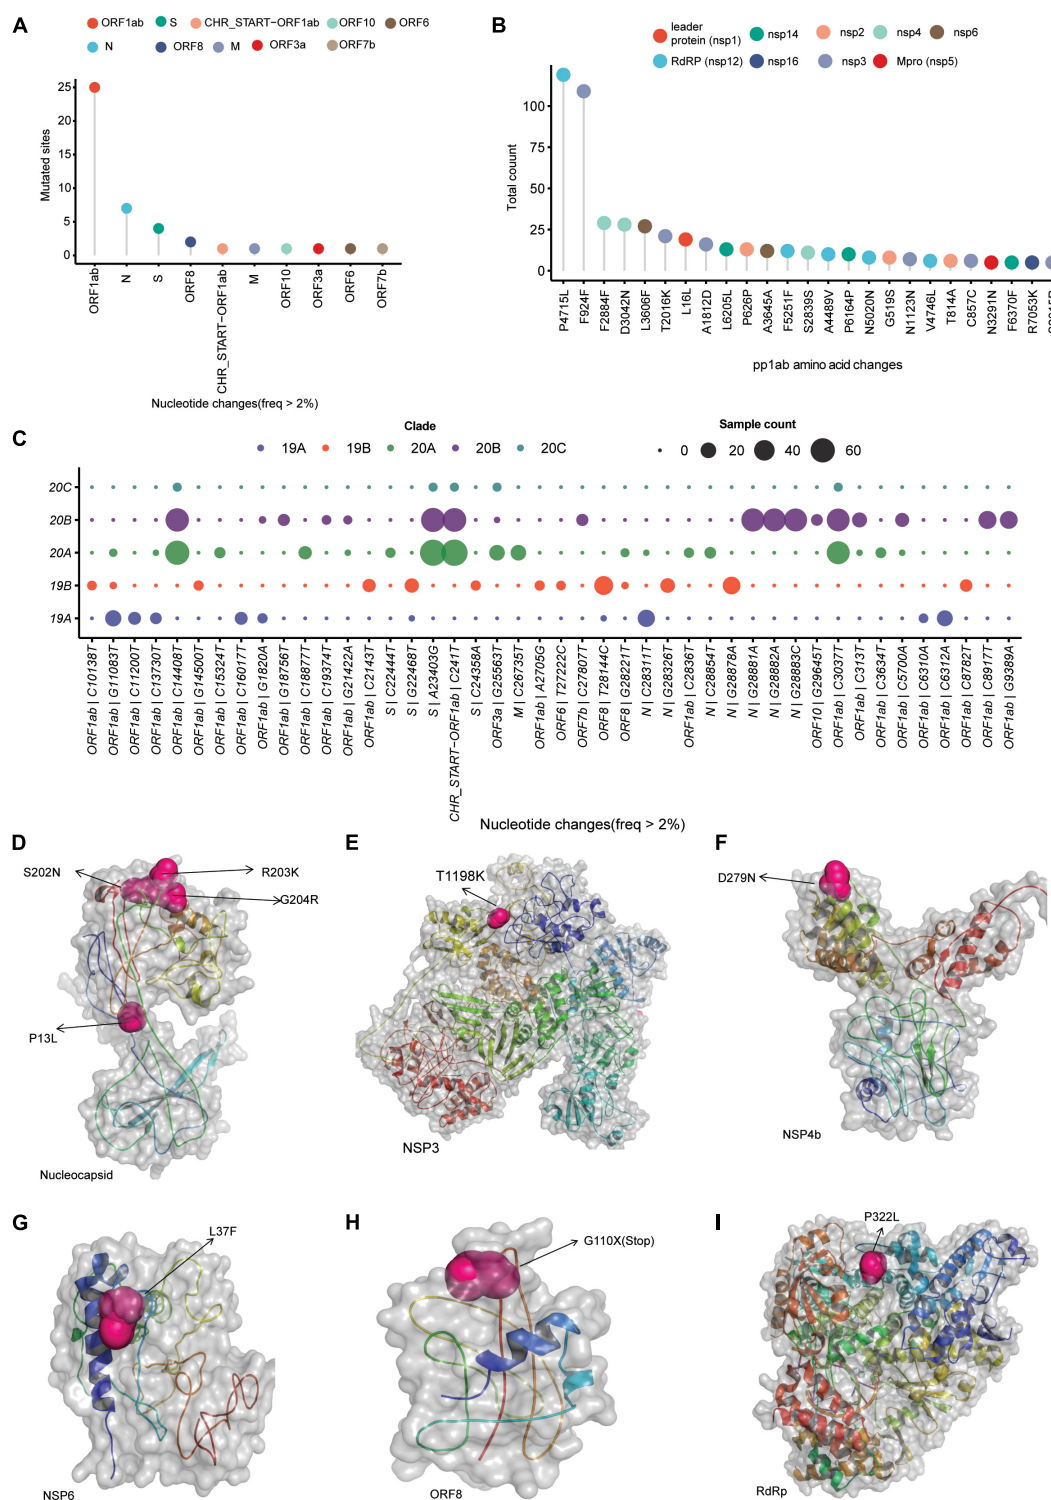 A
ORF1ab S CHR_START−ORF1ab ORF10 ORF6
N ORF8 M ORF3a ORF7b
Mutated sites
25
20
15
10
5
0
ORF1ab
N
S
ORF8
CHR_START−ORF1ab
M
ORF10
ORF3a
ORF6
ORF7b
Nucleotide changes(freq > 2%)
B
leader
protein (nsp1) nsp14 nsp2 nsp4 nsp6
RdRP (nsp12) nsp16 nsp3 Mpro (nsp5)
Total couunt
100
75
50
25
0
P4715L
F924F
F2884F
D3042N
L3606F
T2016K
L16L
A1812D
L6205L
P626P
A3645A
F5251F
S2839S
A4489V
P6164P
N5020N
G519S
N1123N
V4746L
T814A
C857C
N3291N
F6370F
R7053K
pp1ab amino acid changes
C
Clade
19A 19B 20A 20B 20C
Sample count
0 20 40 60
20C
20B
20A
19B
19A
ORF1ab | C10138T
ORF1ab | G11083T
ORF1ab | C11200T
ORF1ab | C13730T
ORF1ab | C14408T
ORF1ab | G14500T
ORF1ab | C15324T
ORF1ab | C16017T
ORF1ab | G1820A
ORF1ab | G18756T
ORF1ab | C18877T
ORF1ab | C19374T
ORF1ab | G21422A
ORF1ab | C2143T
S | C22444T
S | G22468T
S | A23403G
CHR_START−ORF1ab | C241T
S | C24358A
ORF3a | G25563T
M | C26735T
ORF1ab | A2705G
ORF6 | T27222C
ORF7b | C27807T
ORF8 | T28144C
ORF8 | G28221T
N | C28311T
N | G28326T
ORF1ab | C2836T
N | C28854T
N | G28878A
N | G28881A
N | G28882A
N | G28883C
ORF10 | G29645T
ORF1ab | C3037T
ORF1ab | C313T
ORF1ab | C3634T
ORF1ab | C5700A
ORF1ab | C6310A
ORF1ab | C6312A
ORF1ab | C8782T
ORF1ab | C8917T
ORF1ab | G9389A
Nucleotide changes(freq > 2%)
D
S202N
R203K
G204R
P13L
Nucleocapsid
E
T1198K
NSP3
F
D279N
NSP4b
G
L37F
NSP6
H
G110X(Stop)
ORF8
I
P322L
RdRp